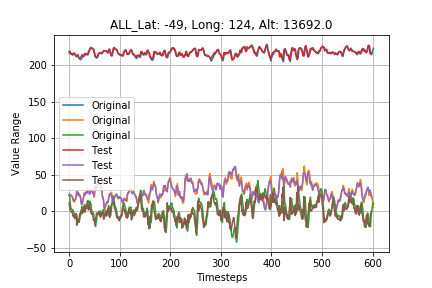 ALL_Lat: -49, Long: 124, Alt: 13692.0
Value Range
200
150
100
50
0
−50
Original
Original
Original
Test
Test
Test
0 100 200 300 400 500 600
Timesteps